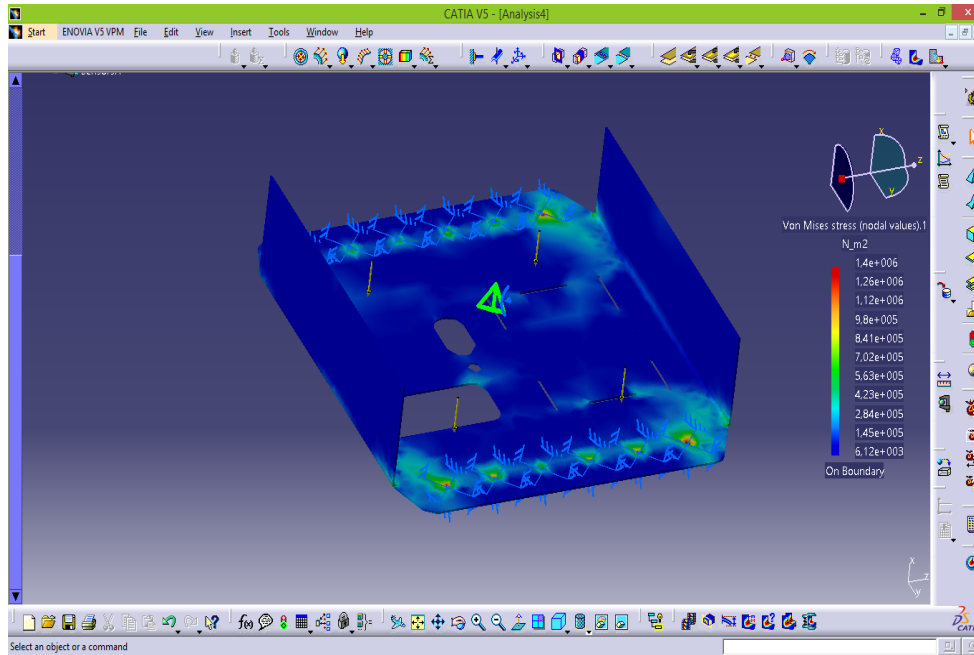 CATIA V5 - [Analysis4]
Start ENOVIA V5 VPM File Edit View Insert Tools Window Help
x
z
y
Von Mises stress (nodal values).1
N_m2
1,4e+006
1,26e+006
1,12e+006
9,8e+005
8,41e+005
7,02e+005
5,63e+005
4,23e+005
2,84e+005
1,45e+005
6,12e+003
On Boundary
x
z
y
f(x)
CATIA
Select an object or a command